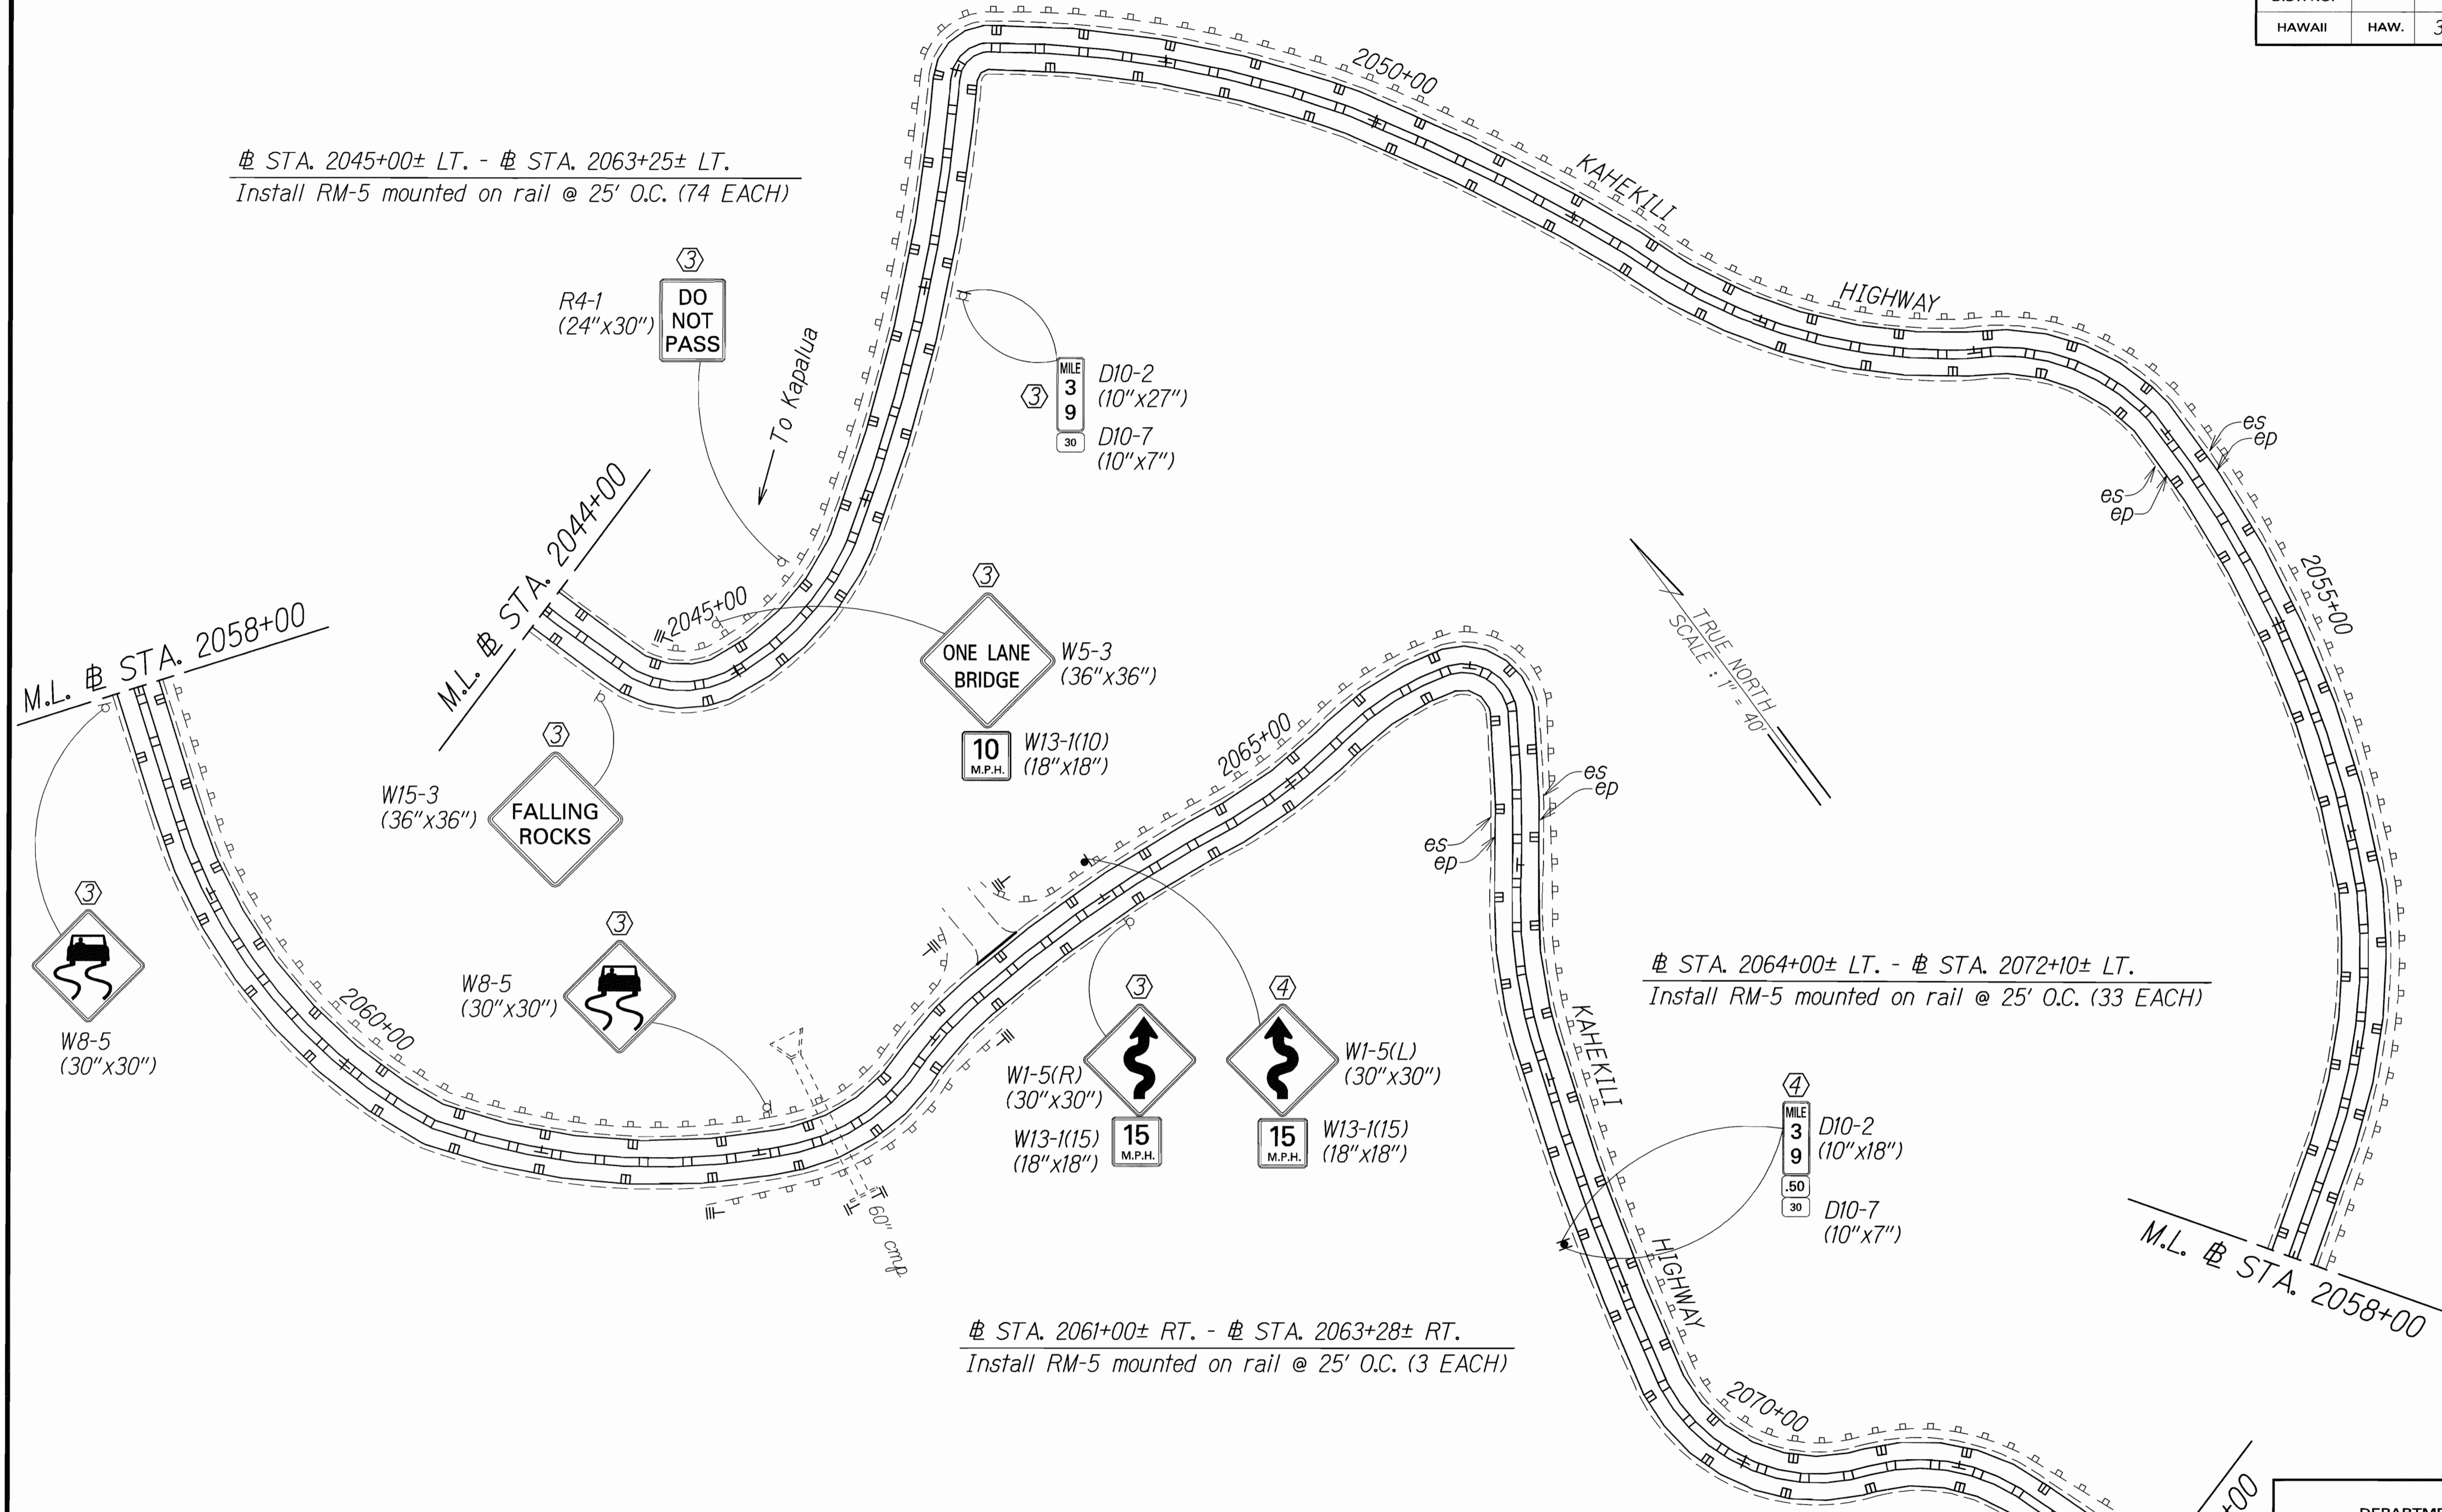 HAWAII HAW. 3
2050+00
KAHEKILI
HIGHWAY
℄ STA. 2045+00± LT. - ℄ STA. 2063+25± LT.
Install RM-5 mounted on rail @ 25' O.C. (74 EACH)
3
R4-1
(24"x30")
DO
NOT
PASS
To Kapalua
3
MILE
3
9
30
D10-2
(10"x27")
D10-7
(10"x7")
es
ep
es
ep
2055+00
M.L. ℄ STA. 2044+00
2045+00
3
ONE LANE
BRIDGE
W5-3
(36"x36")
10
M.P.H.
W13-1(10)
(18"x18")
TRUE NORTH
SCALE : 1" = 40'
M.L. ℄ STA. 2058+00
3
W15-3
(36"x36")
FALLING
ROCKS
2065+00
es
ep
es
ep
3
W8-5
(30"x30")
3
W8-5
(30"x30")
2060+00
℄ STA. 2064+00± LT. - ℄ STA. 2072+10± LT.
Install RM-5 mounted on rail @ 25' O.C. (33 EACH)
3
W1-5(R)
(30"x30")
W13-1(15)
(18"x18")
15
M.P.H.
4
W1-5(L)
(30"x30")
15
M.P.H.
W13-1(15)
(18"x18")
KAHEKILI
HIGHWAY
4
MILE
3
9
.50
30
D10-2
(10"x18")
D10-7
(10"x7")
60" cmp
M.L. ℄ STA. 2058+00
℄ STA. 2061+00± RT. - ℄ STA. 2063+28± RT.
Install RM-5 mounted on rail @ 25' O.C. (3 EACH)
2070+00
+00